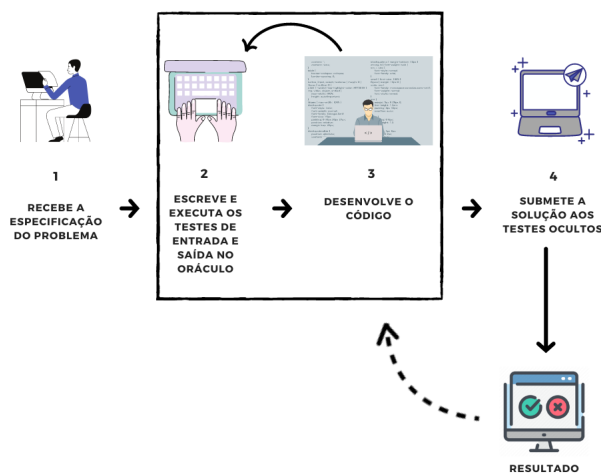 1
RECEBE A
ESPECIFICAÇÃO
DO PROBLEMA
2
ESCREVE E
EXECUTA OS
TESTES DE
ENTRADA E
SAÍDA NO
ORÁCULO
3
DESENVOLVE O
CÓDIGO
4
SUBMETE A
SOLUÇÃO AOS
TESTES OCULTOS
RESULTADO